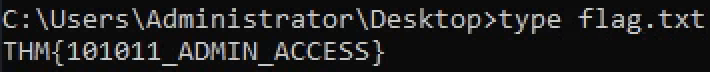 C:\Users\Administrator\Desktop>type flag.txt
THM{101011_ADMIN_ACCESS}